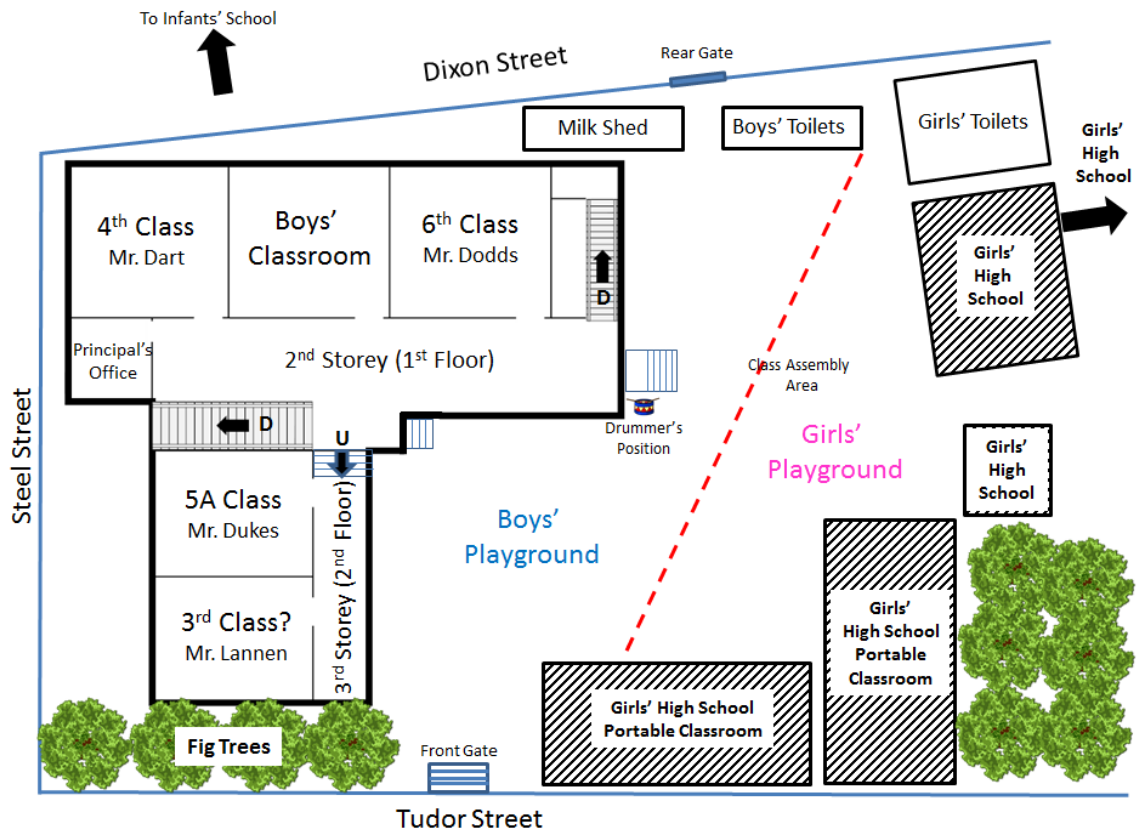 To Infants' School
Dixon Street
Rear Gate
Milk Shed
Boys' Toilets
Girls' Toilets
Girls'
High
School
4th Class
Mr. Dart
Boys'
Classroom
6th Class
Mr. Dodds
D
Girls'
High
School
Principal's
Office
2nd Storey (1st Floor)
Class Assembly
Area
Drummer's
Position
D
U
Girls'
Playground
Girls'
High
School
Steel Street
5A Class
Mr. Dukes
3rd Storey (2nd Floor)
Boys'
Playground
3rd Class?
Mr. Lannen
Girls'
High School
Portable
Classroom
Fig Trees
Front Gate
Girls' High School
Portable Classroom
Tudor Street